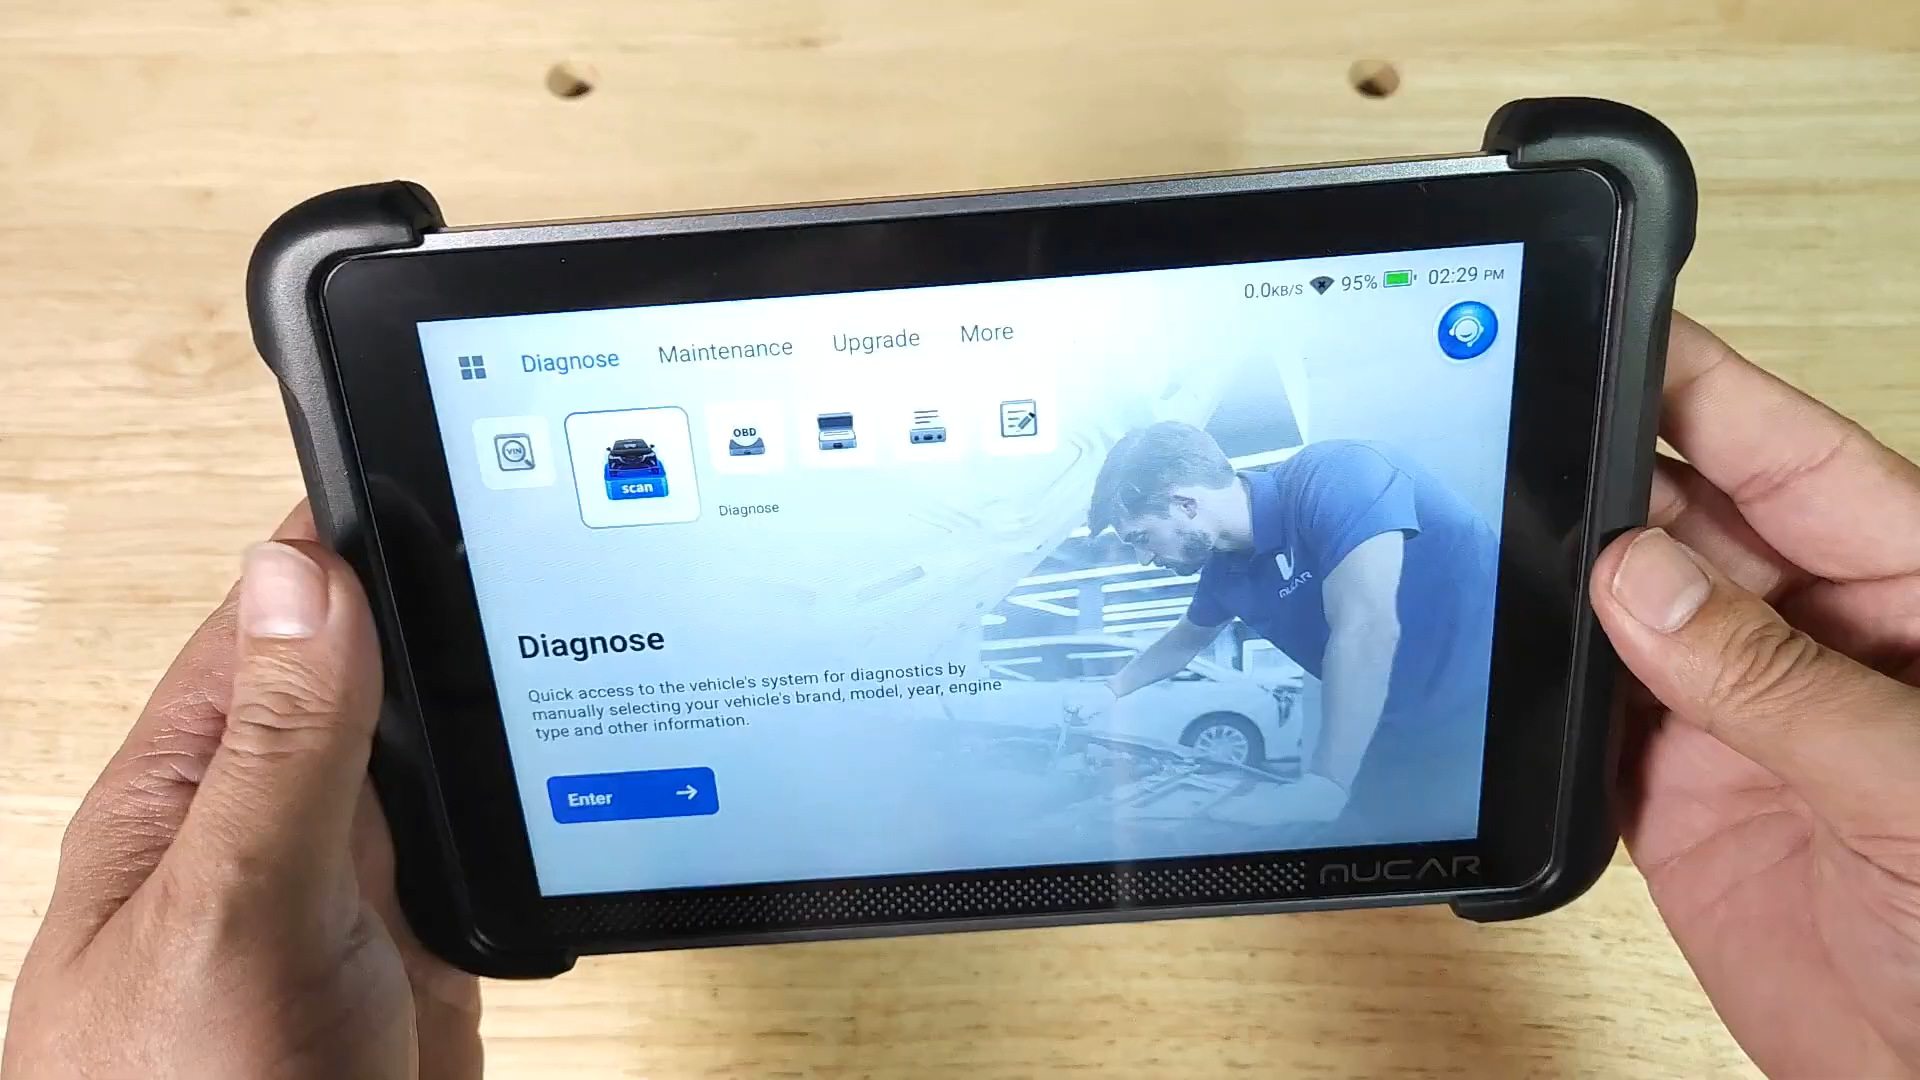 0.0KB/S 95% 02:29 PM
Diagnose Maintenance Upgrade More
VIN
scan
OBD
Diagnose
MUCAR
Diagnose
Quick access to the vehicle's system for diagnostics by
manually selecting your vehicle's brand, model, year, engine
type and other information.
Enter
MUCAR